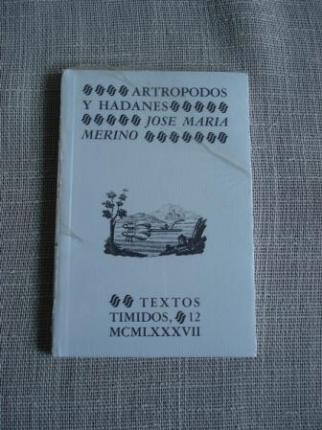 ARTROPODOS
Y HADANES
JOSE MARIA
MERINO
TEXTOS
TIMIDOS, 12
MCMLXXXVII